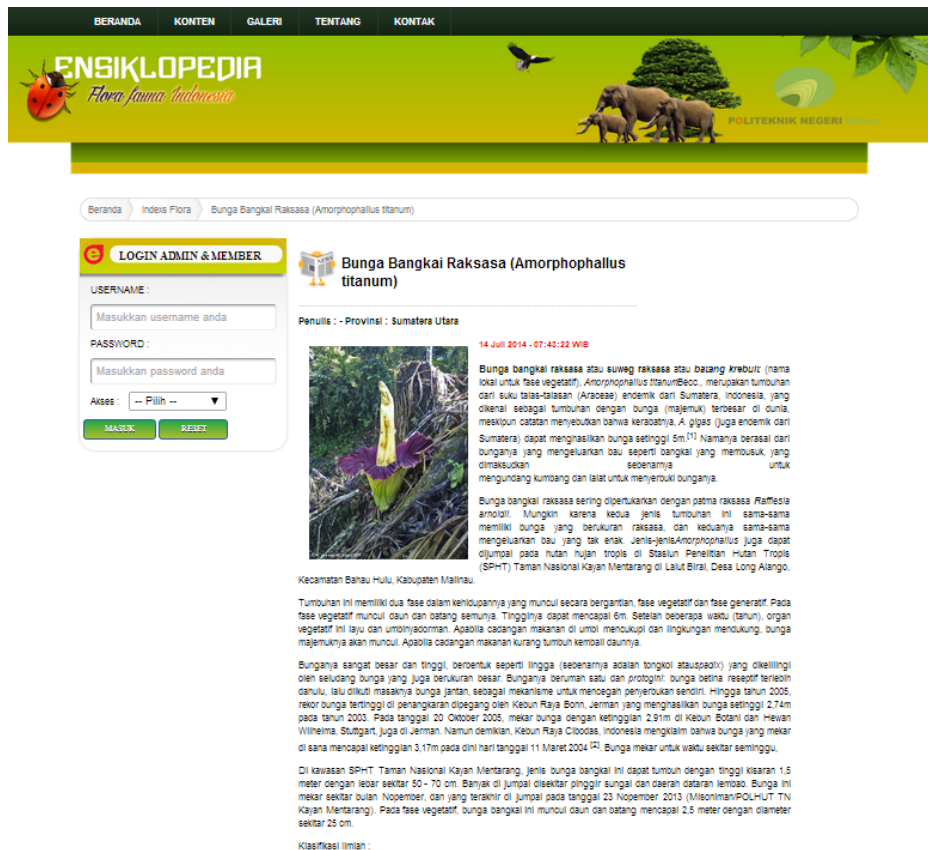 BERANDA KONTEN GALERI TENTANG KONTAK
ENSIKLOPEDIA
Flora fauna Indonesia
POLITEKNIK NEGERI
Beranda Indexs Flora Bunga Bangkai Raksasa (Amorphophallus titanum)
LOGIN ADMIN & MEMBER
USERNAME :
Masukkan username anda
PASSWORD :
Masukkan password anda
Akses : -- Pilih --
MASUK RESET
NEWS
Bunga Bangkai Raksasa (Amorphophallus
titanum)
Penulis : - Provinsi : Sumatera Utara
14 Juli 2014 - 07:43:22 WIB
Bunga bangkai raksasa atau suweg raksasa atau batang krebuit (nama
lokal untuk fase vegetatif), Amorphophallus titanumBecc., merupakan tumbuhan
dari suku talas-talasan (Araceae) endemik dari Sumatera, Indonesia, yang
dikenal sebagai tumbuhan dengan bunga (majemuk) terbesar di dunia,
meskipun catatan menyebutkan bahwa kerabatnya, A. gigas (juga endemik dari
Sumatera) dapat menghasilkan bunga setinggi 5m.[1] Namanya berasal dari
bunganya yang mengeluarkan bau seperti bangkai yang membusuk, yang
dimaksudkan sebenarnya untuk
mengundang kumbang dan lalat untuk menyerbuki bunganya.
Bunga bangkai raksasa sering dipertukarkan dengan patma raksasa Rafflesia
arnoldii. Mungkin karena kedua jenis tumbuhan ini sama-sama
memiliki bunga yang berukuran raksasa, dan keduanya sama-sama
mengeluarkan bau yang tak enak. Jenis-jenisAmorphophallus juga dapat
dijumpai pada hutan hujan tropis di Stasiun Penelitian Hutan Tropis
(SPHT) Taman Nasional Kayan Mentarang di Lalut Birai, Desa Long Alango,
Kecamatan Bahau Hulu, Kabupaten Malinau.
Tumbuhan ini memiliki dua fase dalam kehidupannya yang muncul secara bergantian, fase vegetatif dan fase generatif. Pada
fase vegetatif muncul daun dan batang semunya. Tingginya dapat mencapai 6m. Setelah beberapa waktu (tahun), organ
vegetatif ini layu dan umbinyadorman. Apabila cadangan makanan di umbi mencukupi dan lingkungan mendukung, bunga
majemuknya akan muncul. Apabila cadangan makanan kurang tumbuh kembali daunnya.
Bunganya sangat besar dan tinggi, berbentuk seperti lingga (sebenarnya adalah tongkol atauspadix) yang dikelilingi
oleh seludang bunga yang juga berukuran besar. Bunganya berumah satu dan protogini: bunga betina reseptif terlebih
dahulu, lalu diikuti masaknya bunga jantan, sebagai mekanisme untuk mencegah penyerbukan sendiri. Hingga tahun 2005,
rekor bunga tertinggi di penangkaran dipegang oleh Kebun Raya Bonn, Jerman yang menghasilkan bunga setinggi 2,74m
pada tahun 2003. Pada tanggal 20 Oktober 2005, mekar bunga dengan ketinggian 2,91m di Kebun Botani dan Hewan
Wilhelma, Stuttgart, juga di Jerman. Namun demikian, Kebun Raya Cibodas, Indonesia mengklaim bahwa bunga yang mekar
di sana mencapai ketinggian 3,17m pada dini hari tanggal 11 Maret 2004 [2]. Bunga mekar untuk waktu sekitar seminggu,
Di kawasan SPHT Taman Nasional Kayan Mentarang, jenis bunga bangkai ini dapat tumbuh dengan tinggi kisaran 1,5
meter dengan lebar sekitar 50 - 70 cm. Banyak di jumpai disekitar pinggir sungai dan daerah dataran lembab. Bunga ini
mekar sekitar bulan Nopember, dan yang terakhir di jumpai pada tanggal 23 Nopember 2013 (Misoniman/POLHUT TN
Kayan Mentarang). Pada fase vegetatif, bunga bangkai ini muncul daun dan batang mencapai 2,5 meter dengan diameter
sekitar 25 cm.
Klasifikasi Ilmiah :